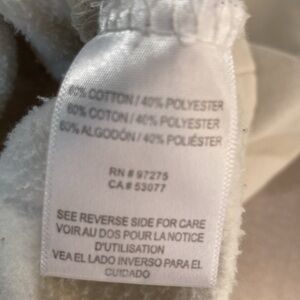 60% COTTON / 40% POLYESTER
60% COTON / 40% POLYESTER
60% ALGODÓN / 40% POLIÉSTER
RN # 97275
CA # 53077
SEE REVERSE SIDE FOR CARE
VOIR AU DOS POUR LA NOTICE
D'UTILISATION
VEA EL LADO INVERSO PARA EL
CUIDADO